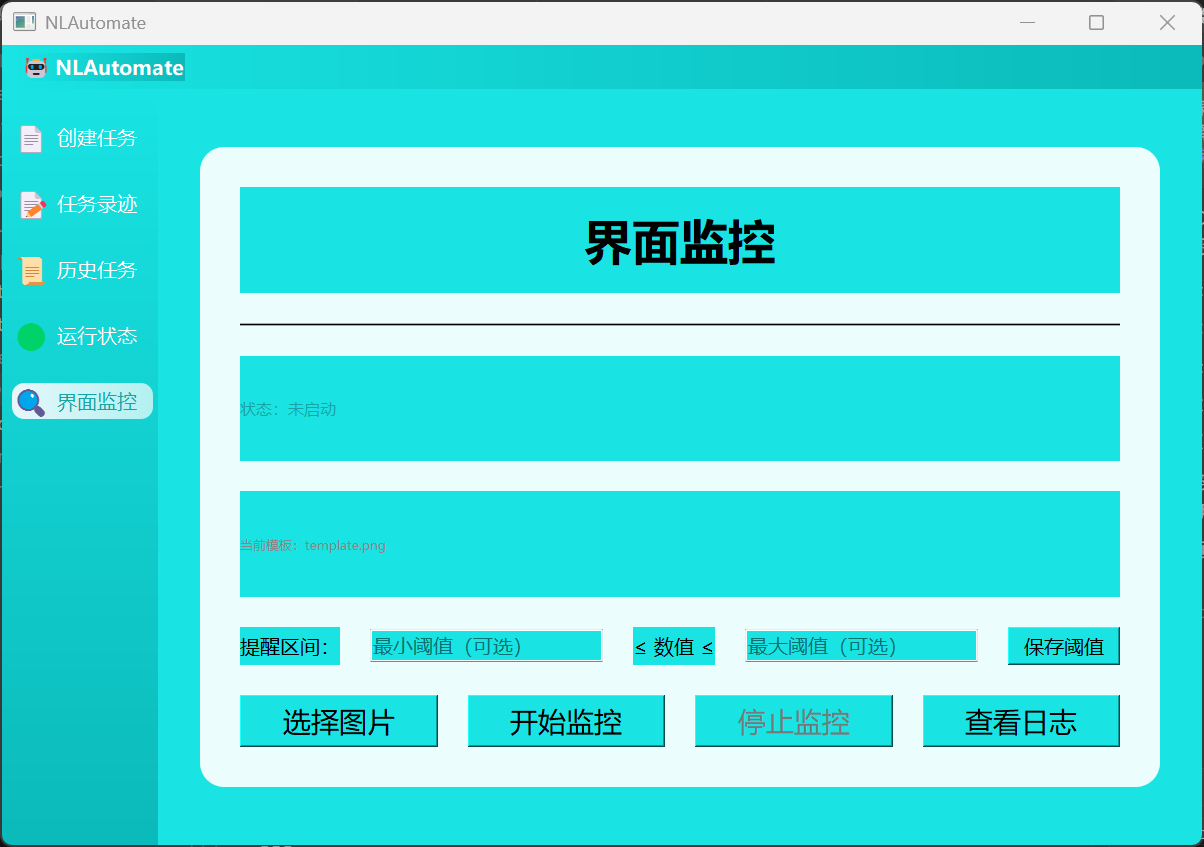 NLAutomate
NLAutomate
创建任务
任务录迹
历史任务
运行状态
界面监控
界面监控
状态：未启动
当前模板：template.png
提醒区间： 最小阈值（可选） ≤ 数值 ≤ 最大阈值（可选） 保存阈值
选择图片 开始监控 停止监控 查看日志